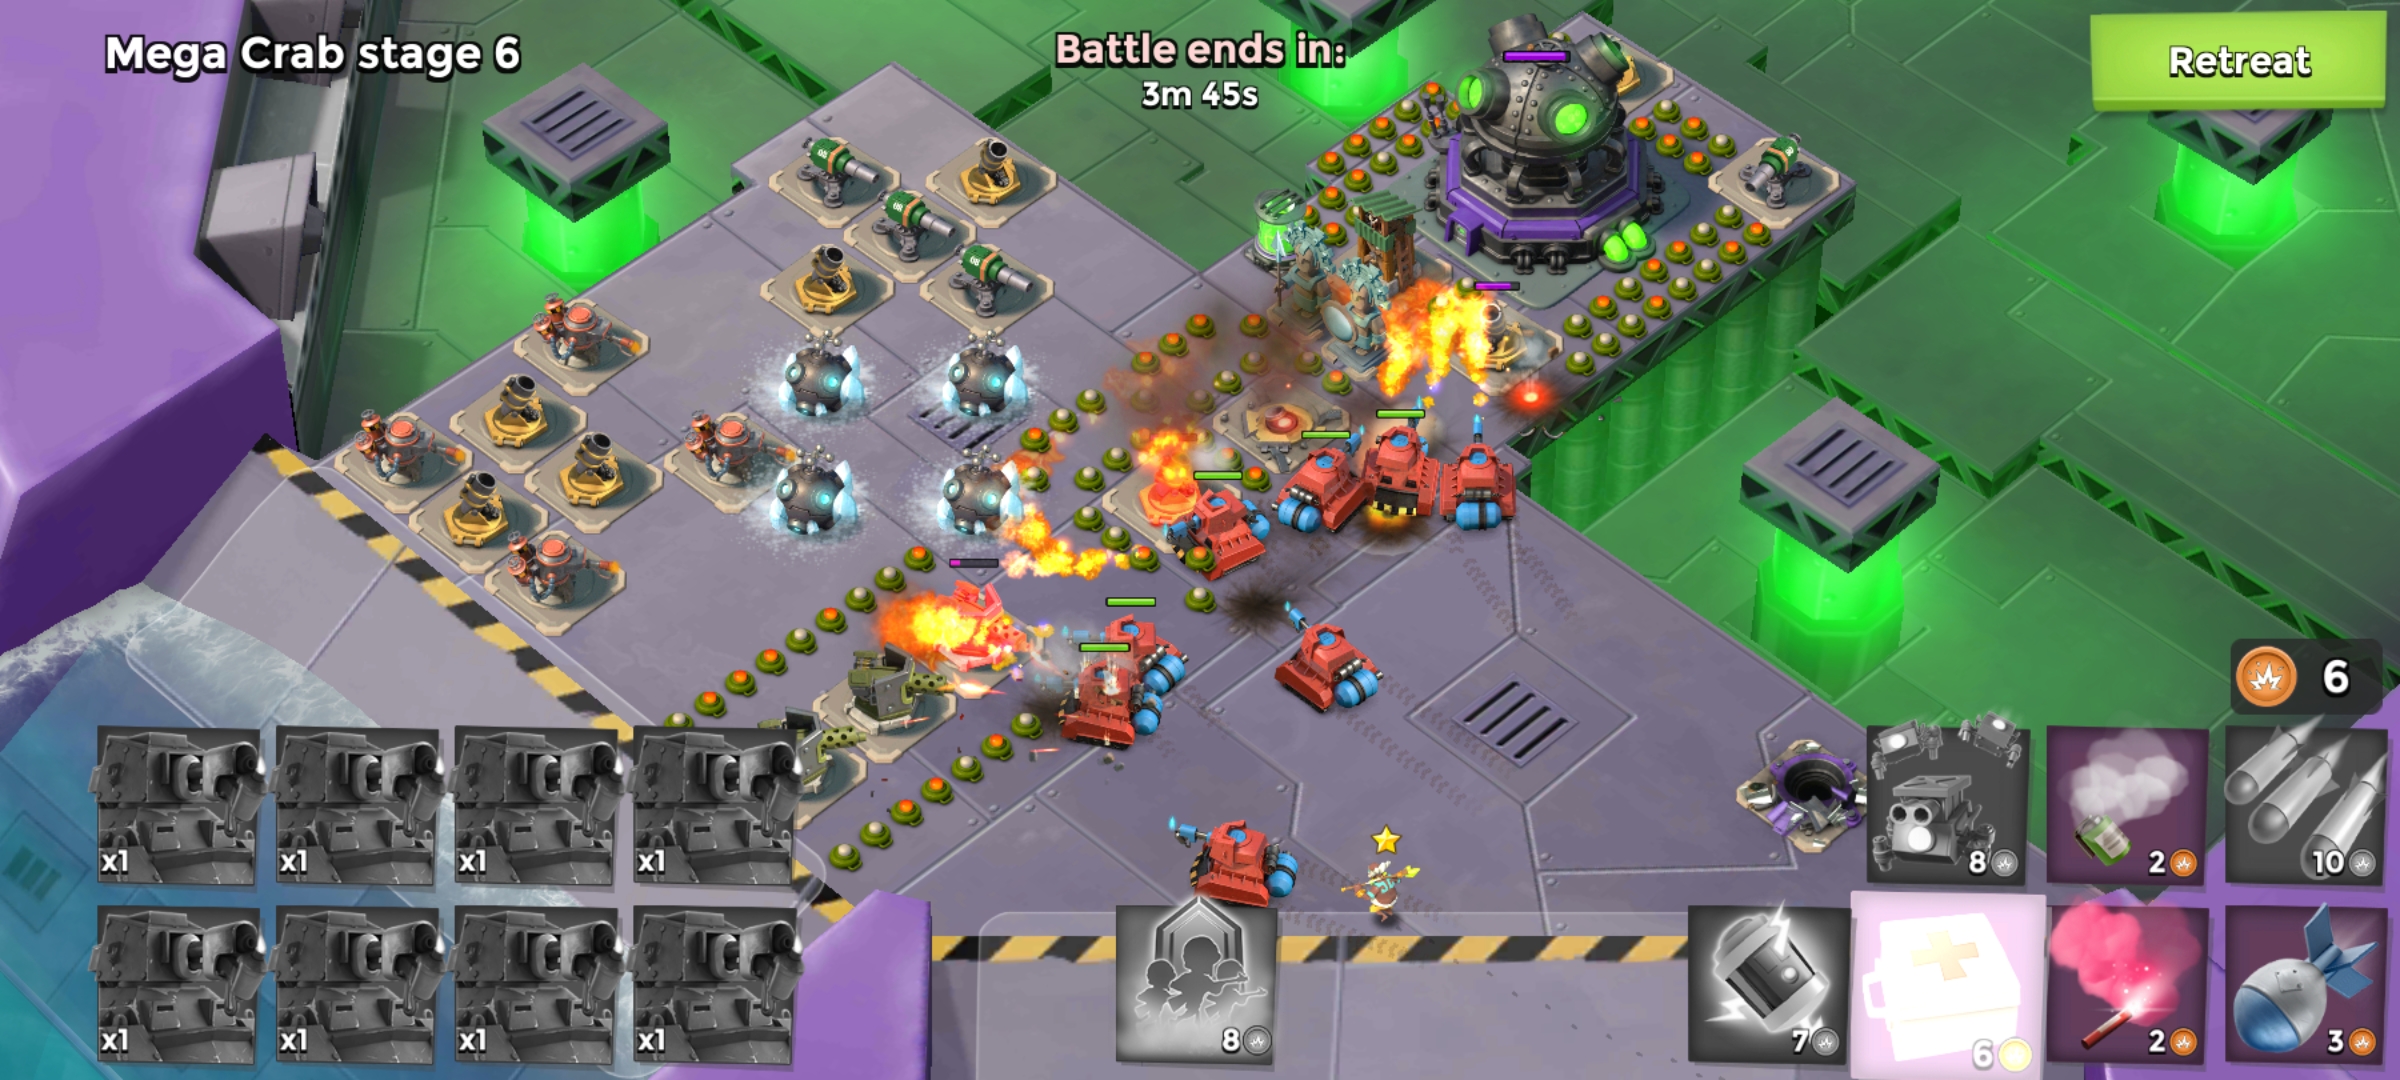 Mega Crab stage 6
Battle ends in:
3m 45s
Retreat
6
x1
x1
x1
x1
8
2
10
x1
x1
x1
x1
8
7
6
2
3